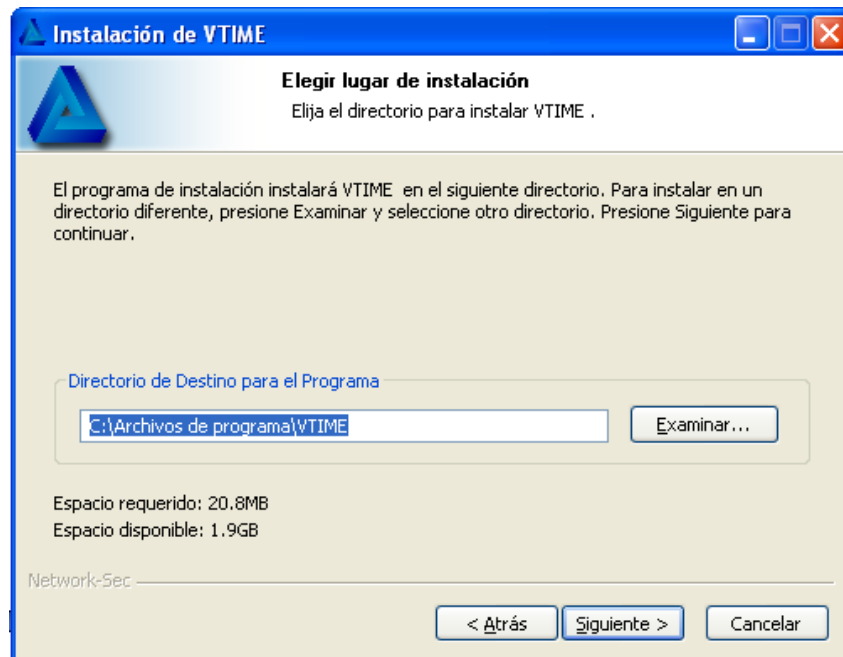 Instalación de VTIME
Elegir lugar de instalación
Elija el directorio para instalar VTIME .
El programa de instalación instalará VTIME en el siguiente directorio. Para instalar en un
directorio diferente, presione Examinar y seleccione otro directorio. Presione Siguiente para
continuar.
Directorio de Destino para el Programa
C:\Archivos de programa\VTIME
Examinar...
Espacio requerido: 20.8MB
Espacio disponible: 1.9GB
Network-Sec
< Atrás
Siguiente >
Cancelar